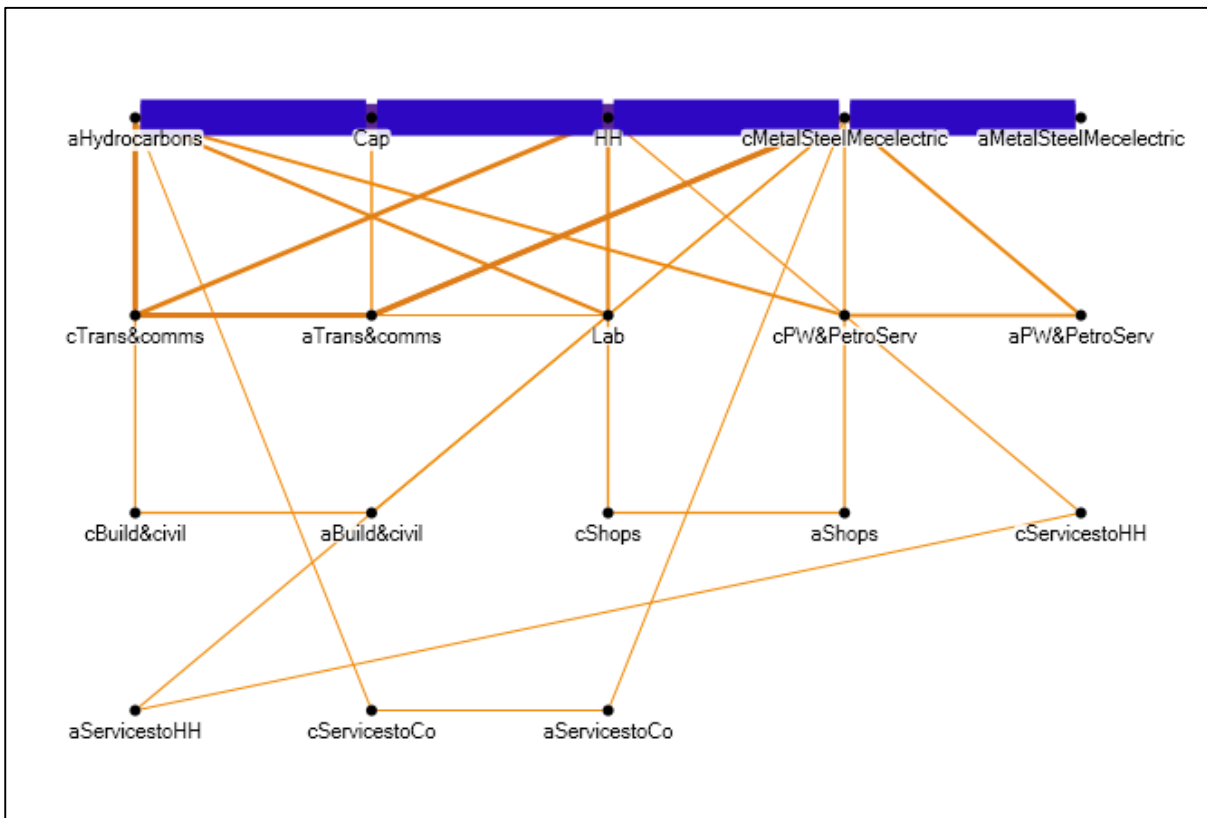 aHydrocarbons Cap HH cMetalSteelMecelectric aMetalSteelMecelectric
cTrans&comms aTrans&comms Lab cPW&PetroServ aPW&PetroServ
cBuild&civil aBuild&civil cShops aShops cServicestoHH
aServicestoHH cServicestoCo aServicestoCo